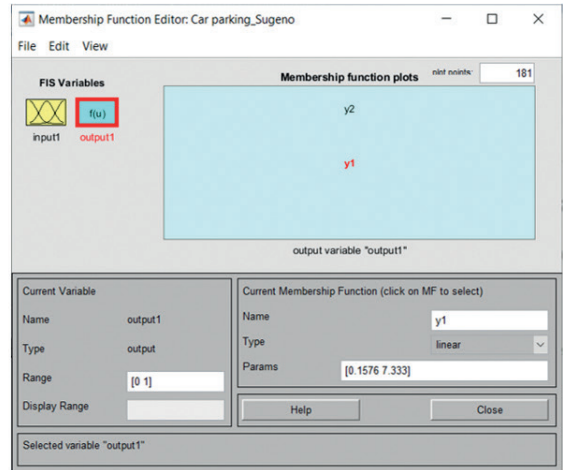 Membership Function Editor: Car parking_Sugeno
File Edit View
FIS Variables
f(u)
input1 output1
Membership function plots
plot points: 181
y2
y1
output variable "output1"
Current Variable
Name output1
Type output
Range [0 1]
Display Range
Current Membership Function (click on MF to select)
Name y1
Type linear
Params [0.1576 7.333]
Help Close
Selected variable "output1"